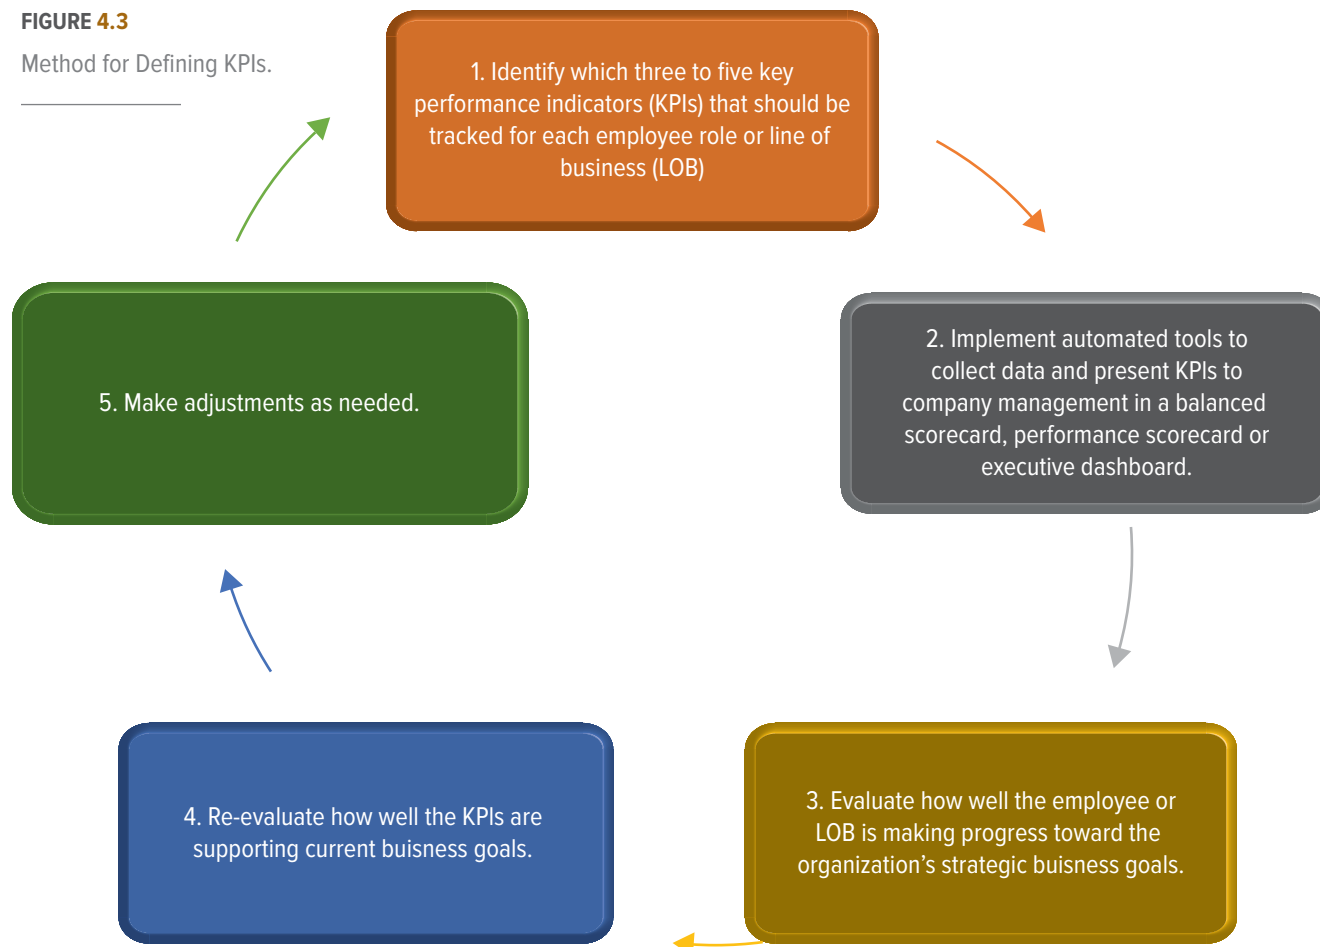 FIGURE 4.3
Method for Defining KPIs.
1. Identify which three to five key
performance indicators (KPIs) that should be
tracked for each employee role or line of
business (LOB)
2. Implement automated tools to
collect data and present KPIs to
company management in a balanced
scorecard, performance scorecard or
executive dashboard.
3. Evaluate how well the employee or
LOB is making progress toward the
organization's strategic buisness goals.
4. Re-evaluate how well the KPIs are
supporting current buisness goals.
5. Make adjustments as needed.